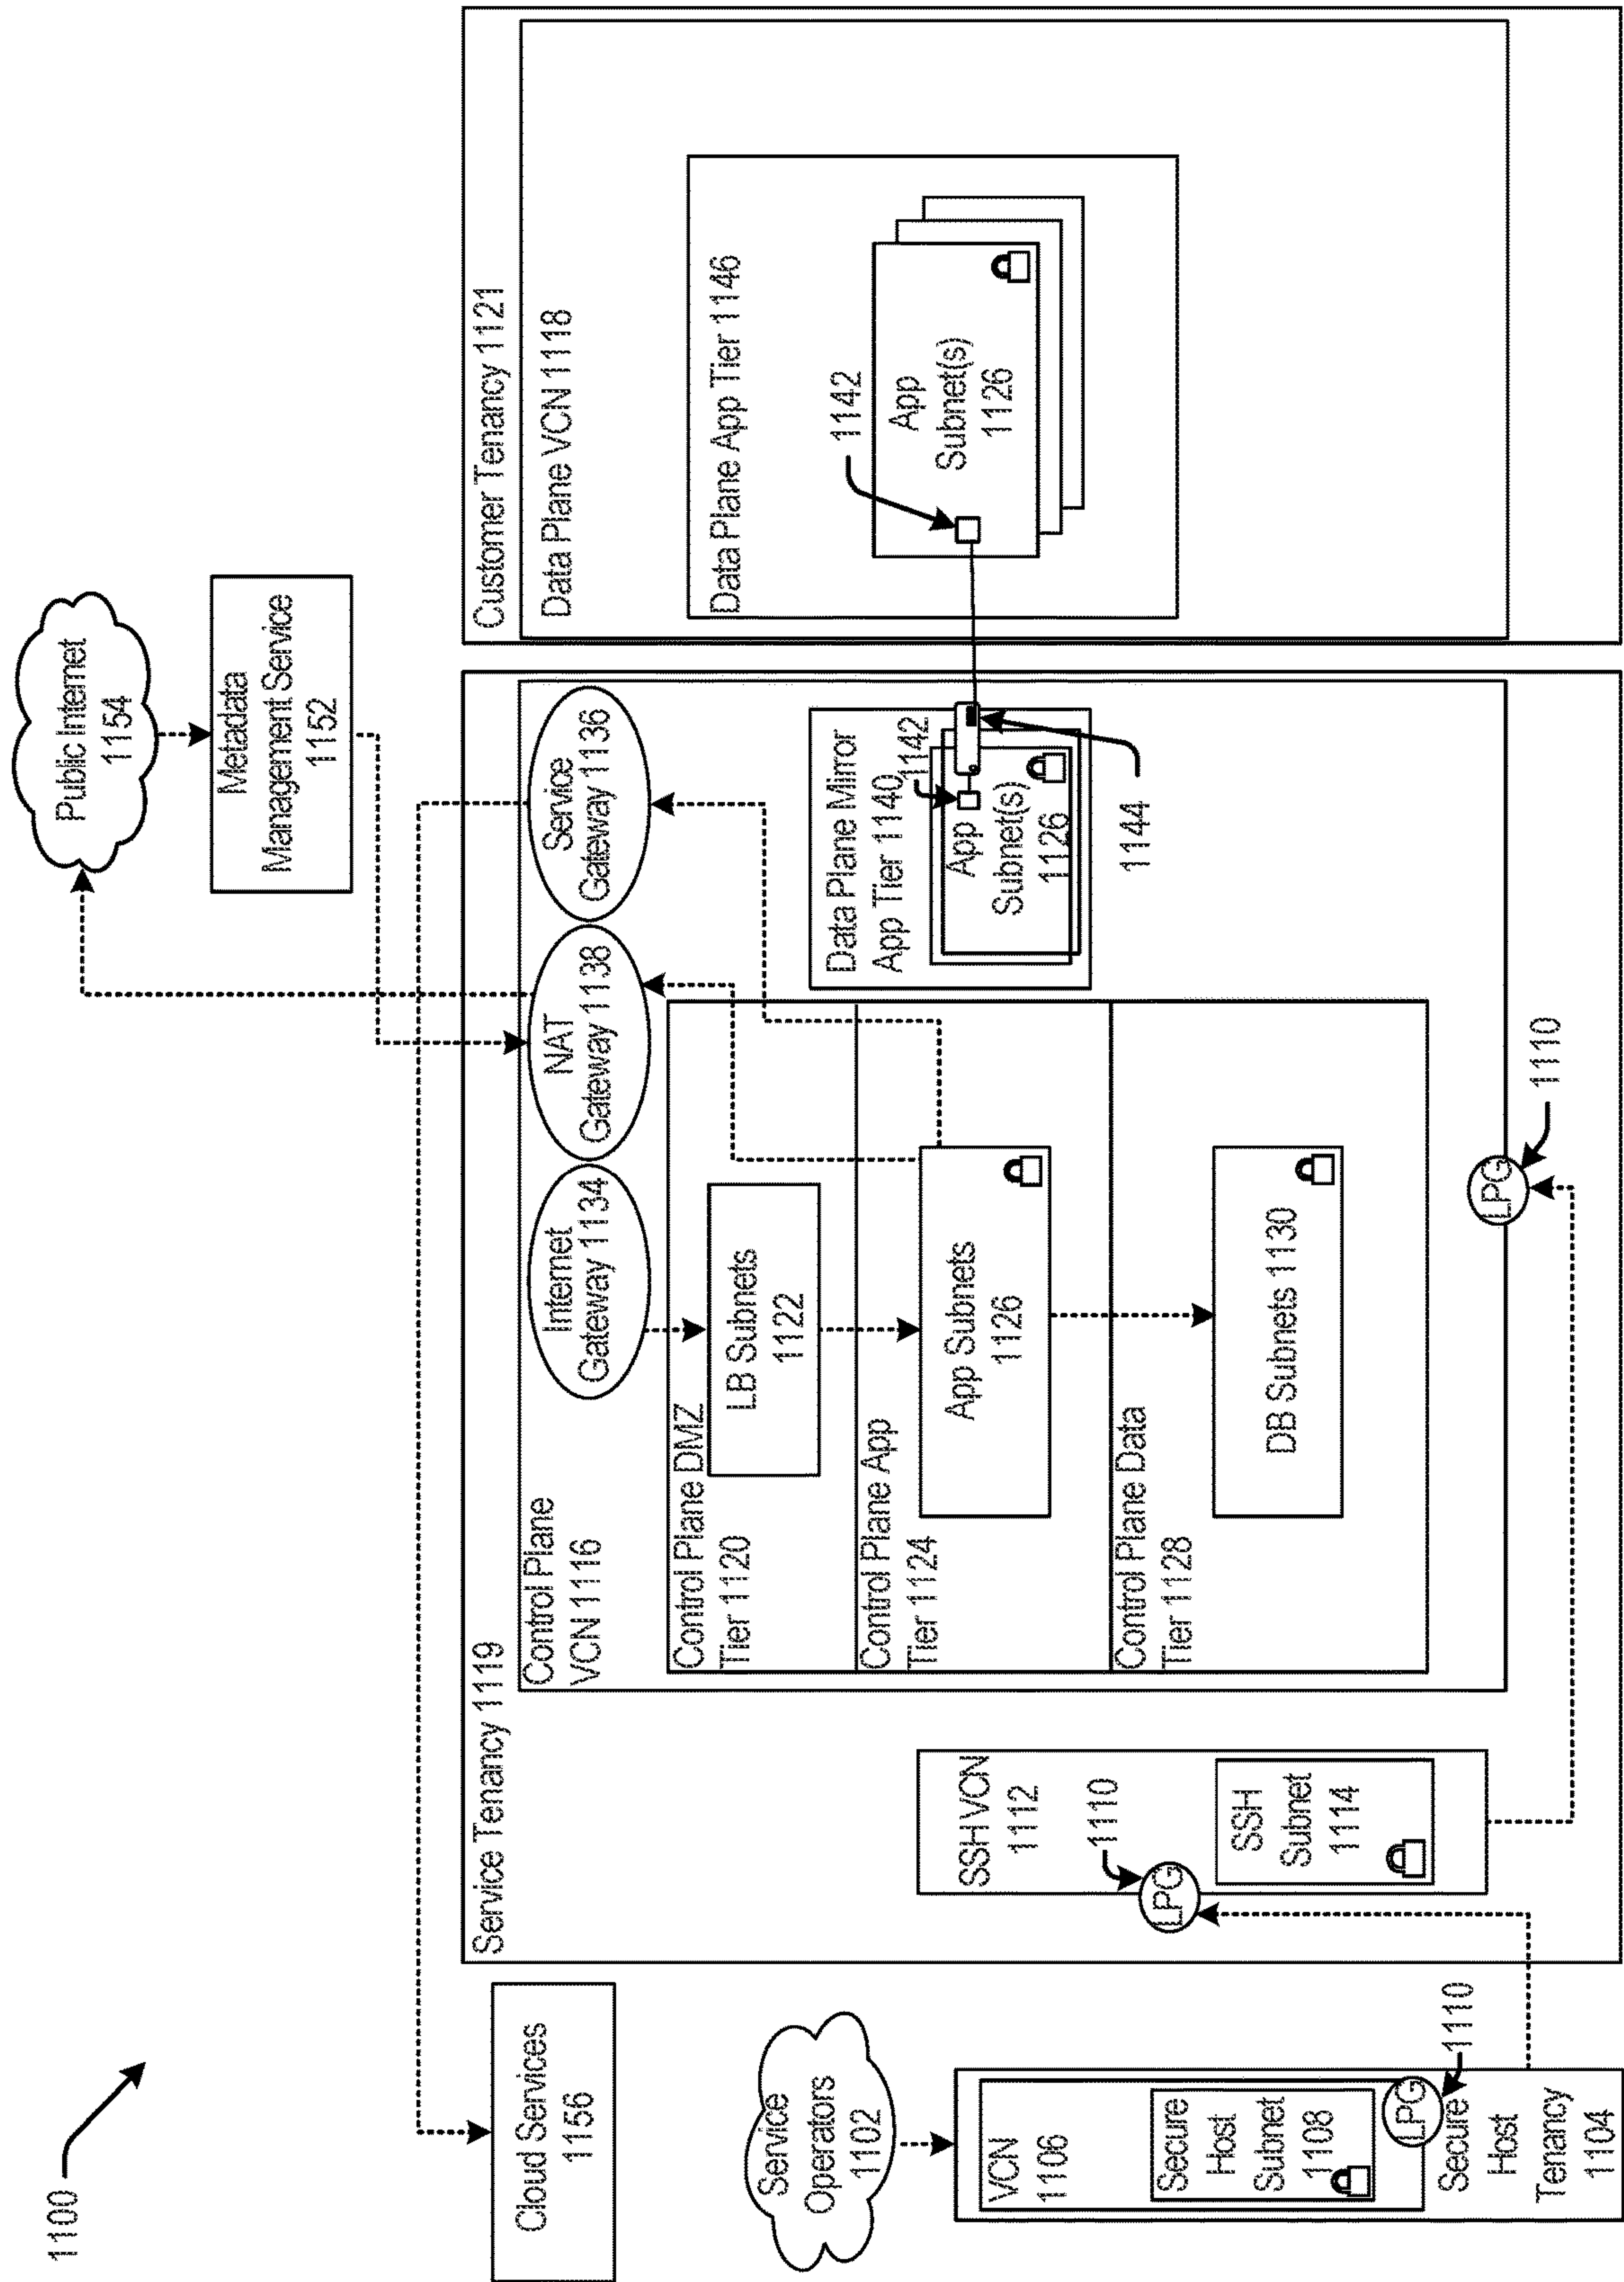 1100
Public Internet
1154
Metadata
Management Service
1152
Cloud Services
1156
Service
Operators
1102
VCN
1106
Secure
Host
Subnet
1108
LPG
1110
Secure
Host
Tenancy
1104
Service Tenancy 1119
SSH VCN
1112
1110
LPG
SSH
Subnet
1114
Control Plane
VCN 1116
Internet
Gateway 1134
NAT
Gateway 1138
Service
Gateway 1136
Control Plane DMZ
Tier 1120
LB Subnets
1122
Control Plane App
Tier 1124
App Subnets
1126
Control Plane Data
Tier 1128
DB Subnets 1130
Data Plane Mirror
App Tier 1140
1142
App
Subnet(s)
1126
1144
LPG
1110
Customer Tenancy 1121
Data Plane VCN 1118
Data Plane App Tier 1146
1142
App
Subnet(s)
1126